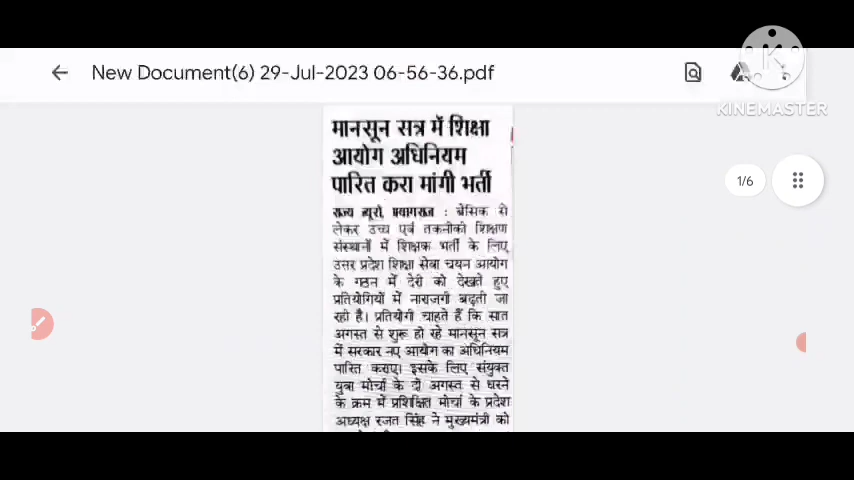 New Document(6) 29-Jul-2023 06-56-36.pdf
KINEMASTER
1/6
मानसून सत्र में शिक्षा
आयोग अधिनियम
पारित करा मांगी भर्ती
राज्य ब्यूरो, प्रयागराज : बेसिक से
लेकर उच्च एवं तकनीकी शिक्षण
संस्थानों में शिक्षक भर्ती के लिए
उत्तर प्रदेश शिक्षा सेवा चयन आयोग
के गठन में देरी को देखते हुए
प्रतियोगियों में नाराजगी बढ़ती जा
रही है। प्रतियोगी चाहते हैं कि सात
अगस्त से शुरू हो रहे मानसून सत्र
में सरकार नए आयोग का अधिनियम
पारित कराए। इसके लिए संयुक्त
युवा मोर्चा के दो अगस्त से धरने
के क्रम में प्रशिक्षित मोर्चा के प्रदेश
अध्यक्ष रजत सिंह ने मुख्यमंत्री को